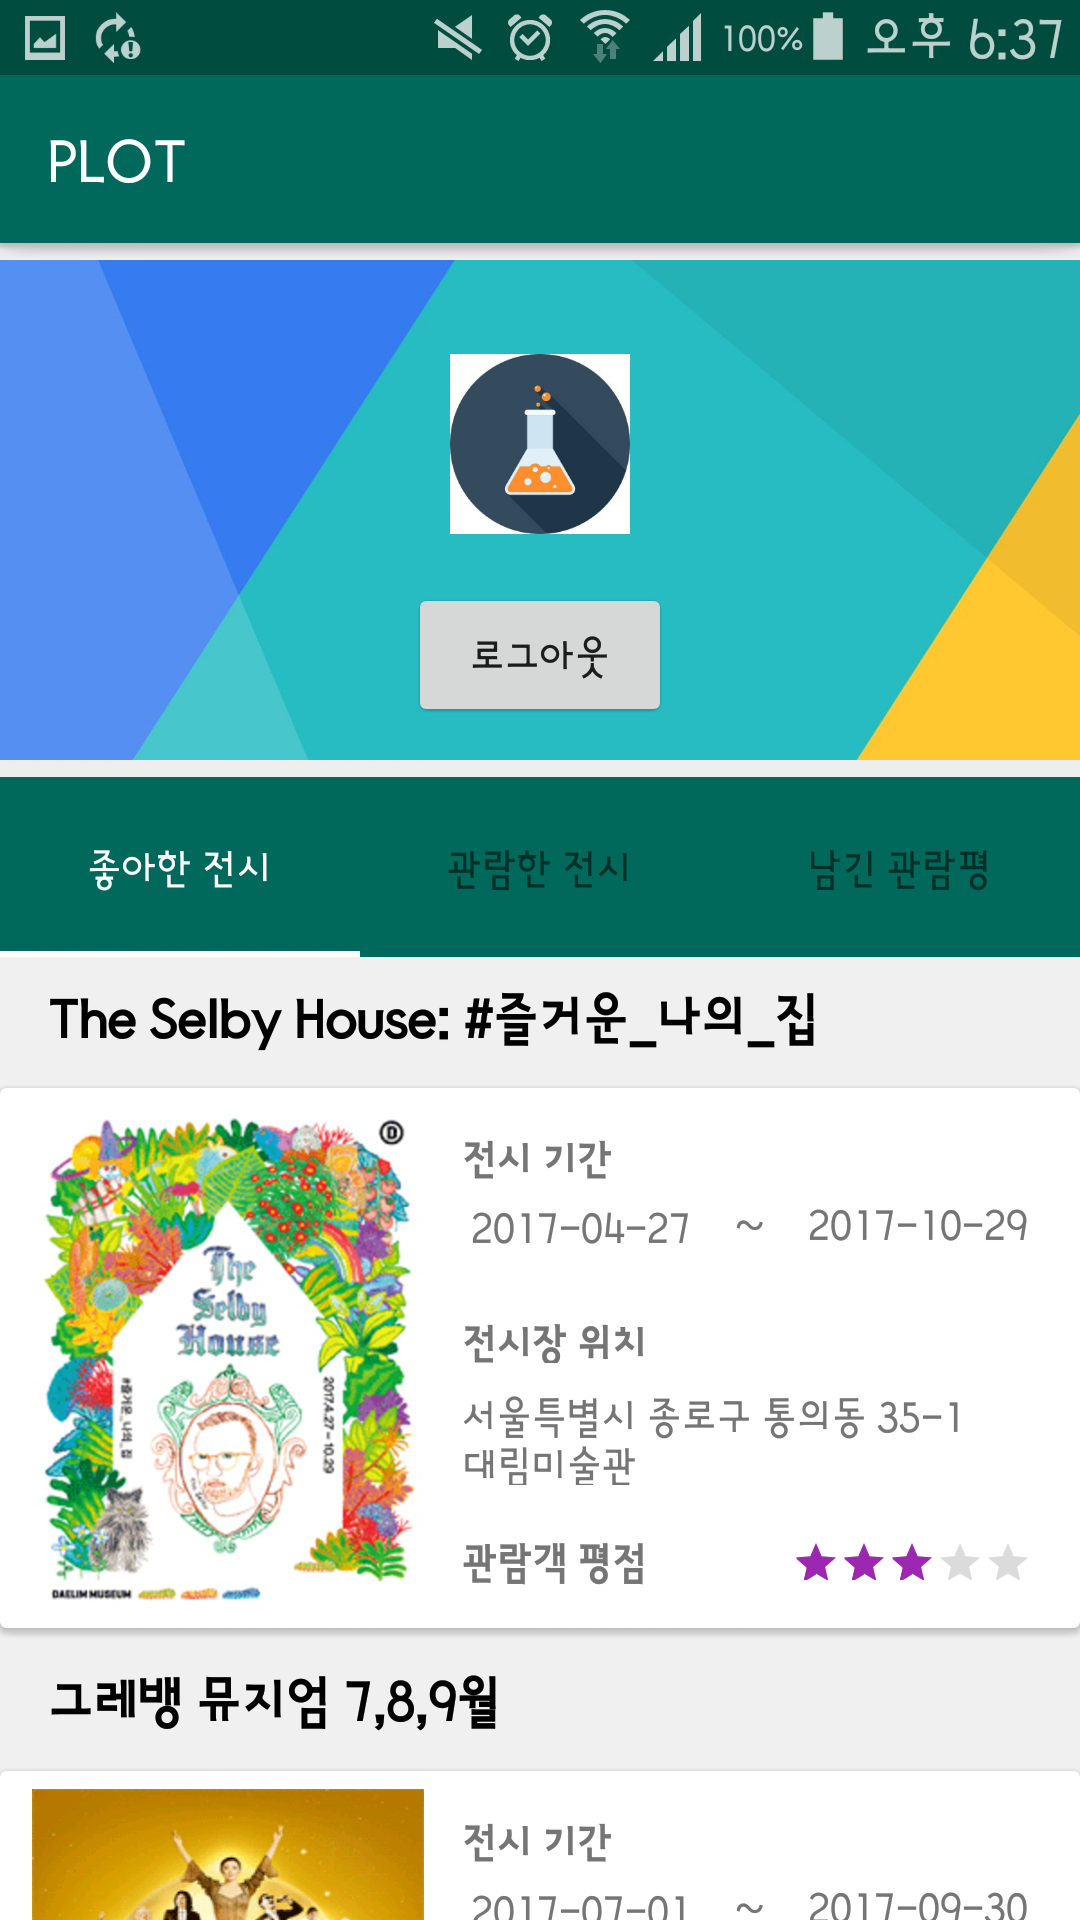 100% 오후 6:37
PLOT
로그아웃
좋아한 전시 관람한 전시 남긴 관람평
The Selby House: #즐거운_나의_집
D
The
Selby
House
#즐거운_나의_집
2017.4.27 – 10.29
DAELIM MUSEUM
전시 기간
2017-04-27 ~ 2017-10-29
전시장 위치
서울특별시 종로구 통의동 35-1
대림미술관
관람객 평점
그레뱅 뮤지엄 7,8,9월
전시 기간
2017-07-01 ~ 2017-09-30